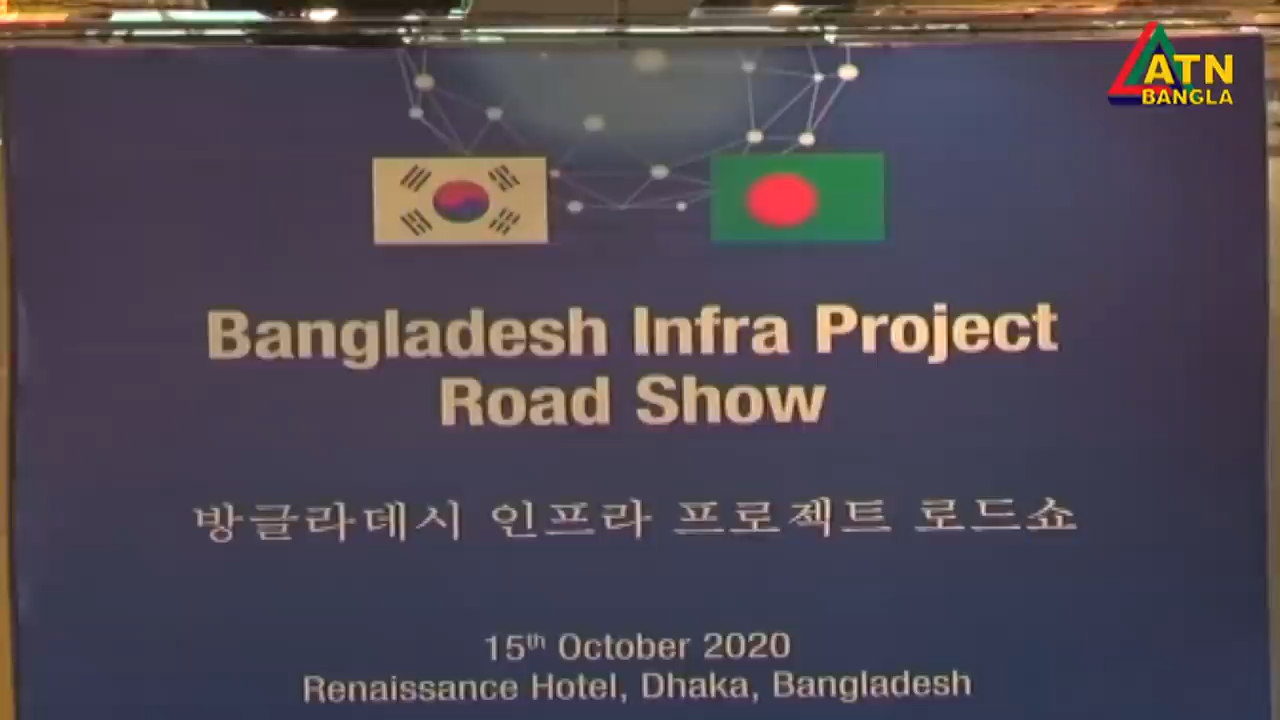 ATN
BANGLA
Bangladesh Infra Project
Road Show
방글라데시 인프라 프로젝트 로드쇼
15th October 2020
Renaissance Hotel, Dhaka, Bangladesh